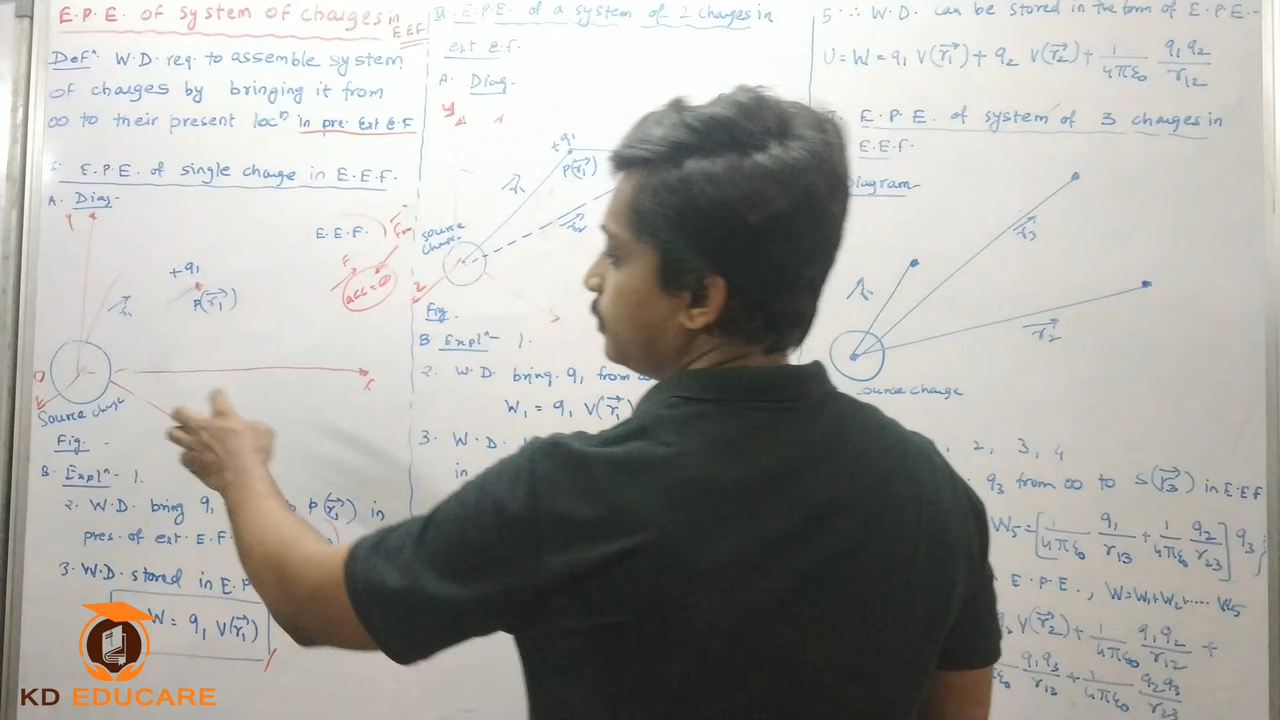 E.P.E. of system of charges in
E.E.F.
Defⁿ. W.D. req. to assemble system
of charges by bringing it from
∞ to their present locⁿ in pre. Ext E.F
I. E.P.E. of single charge in E.E.F.
A. Diag-
Y
E.E.F.
acc = 0
+q₁
P(r₁)
r₁
O
X
Z
Source charge
Fig.
B. Explⁿ- 1.
2. W.D. bring q₁ P(r₁) in
pres. of ext. E.F.
3. W.D. stored in E.P
W = q₁ V(r₁)
KD EDUCARE
II. E.P.E. of a system of 2 charges in
ext E.F.
A. Diag-
y
+q₁
P(r₁)
r₁
r₂
source
charge
Z
Fig.
B Explⁿ- 1.
2. W.D. bring. q₁ from
W₁ = q₁ V(r₁)
3. W.D.
in
5. ∴ W.D. can be stored in the form of E.P.E.-
U = W = q₁ V(r₁) + q₂ V(r₂) + 1/4πε₀ q₁q₂/r₁₂
E.P.E. of system of 3 charges in
E.E.F.
Diagram-
r₁
r₃
r₂
source charge
, 2, 3, 4
q₃ from ∞ to S(r₃) in E.E.F
W₅ = [1/4πε₀ q₁/r₁₃ + 1/4πε₀ q₂/r₂₃] q₃
E.P.E., W = W₁+W₂+.... W₅
q₂ V(r₂) + 1/4πε₀ q₁q₂/r₁₂ +
q₁q₃/r₁₃ + 1/4πε₀ q₂q₃/r₂₃